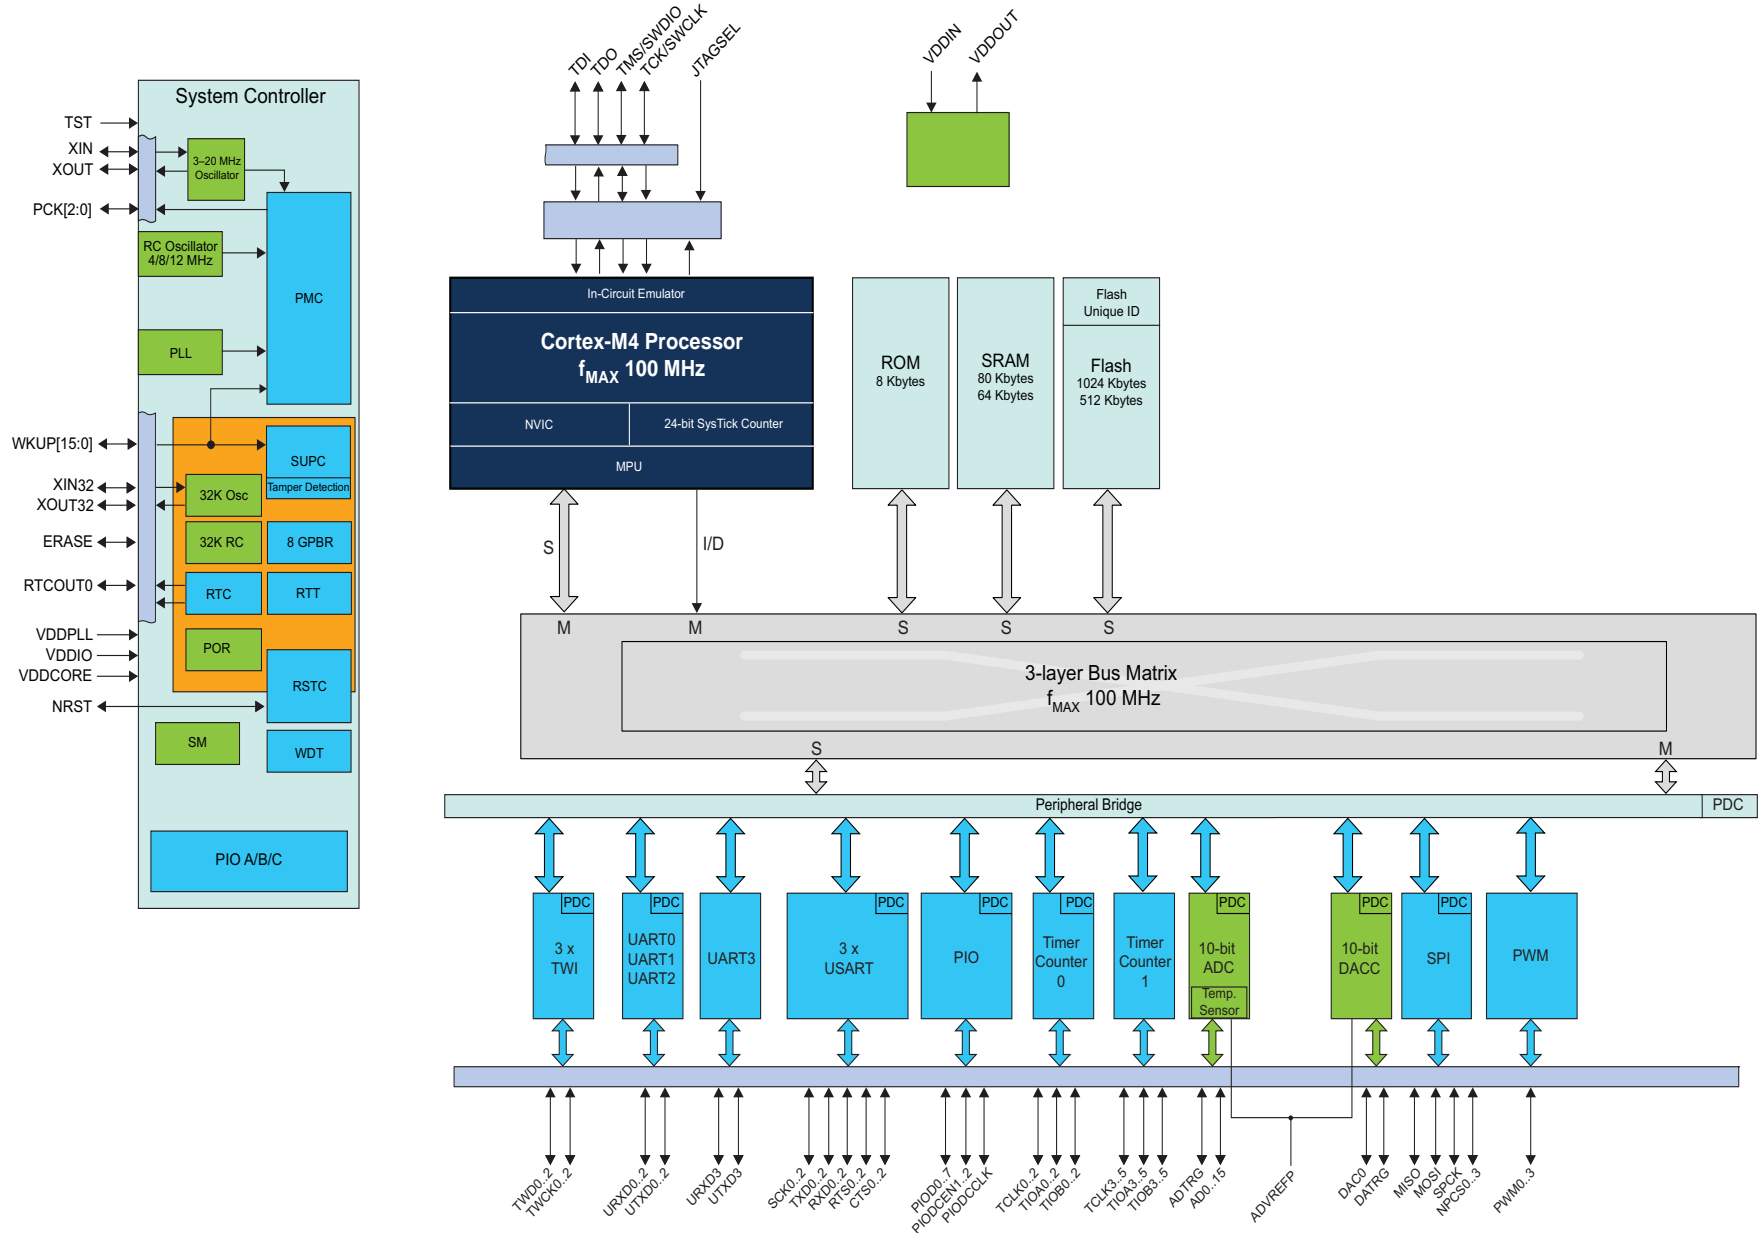 System Controller
TST
XIN
XOUT
PCK[2:0]
3–20 MHz
Oscillator
RC Oscillator
4/8/12 MHz
PMC
PLL
WKUP[15:0]
SUPC
Tamper Detection
XIN32
XOUT32
32K Osc
ERASE
32K RC
8 GPBR
RTCOUT0
RTC
RTT
VDDPLL
VDDIO
VDDCORE
POR
RSTC
NRST
SM
WDT
PIO A/B/C
TDI
TDO
TMS/SWDIO
TCK/SWCLK
JTAGSEL
VDDIN
VDDOUT
In-Circuit Emulator
Cortex-M4 Processor
fMAX 100 MHz
NVIC
24-bit SysTick Counter
MPU
ROM
8 Kbytes
SRAM
80 Kbytes
64 Kbytes
Flash
Unique ID
Flash
1024 Kbytes
512 Kbytes
S
I/D
M
M
S
S
S
3-layer Bus Matrix
fMAX 100 MHz
S
M
Peripheral Bridge
PDC
PDC
3 x
TWI
PDC
UART0
UART1
UART2
UART3
PDC
3 x
USART
PDC
PIO
PDC
Timer
Counter
0
Timer
Counter
1
PDC
10-bit
ADC
Temp.
Sensor
PDC
10-bit
DACC
PDC
SPI
PWM
TWD0..2
TWCK0..2
URXD0..2
UTXD0..2
URXD3
UTXD3
SCK0..2
TXD0..2
RXD0..2
RTS0..2
CTS0..2
PIOD0..7
PIODCEN1..2
PIODCCLK
TCLK0..2
TIOA0..2
TIOB0..2
TCLK3..5
TIOA3..5
TIOB3..5
ADTRG
AD0..15
ADVREFP
DAC0
DATRG
MISO
MOSI
SPCK
NPCS0..3
PWM0..3